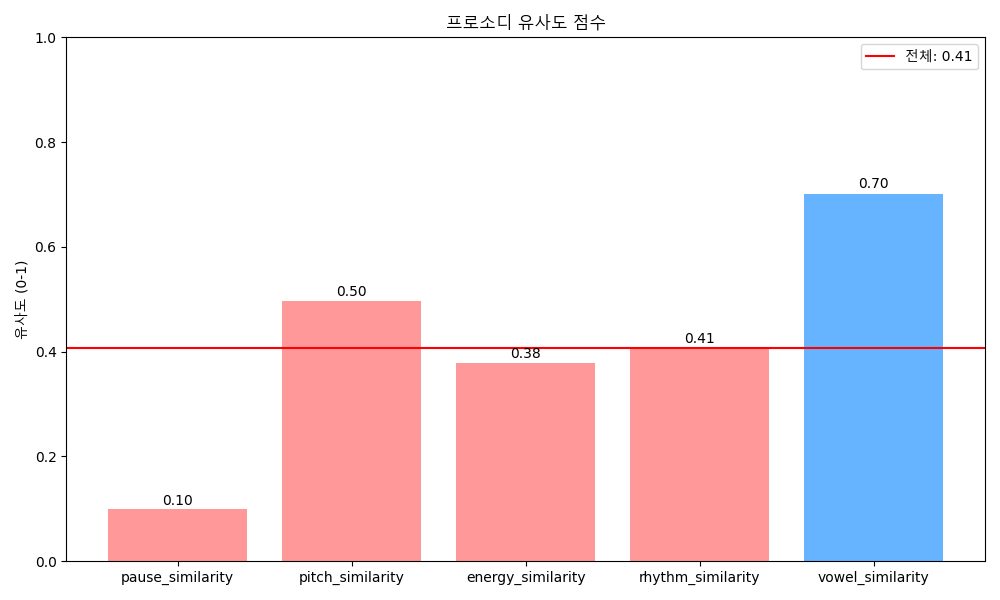 프로소디 유사도 점수
전체: 0.41
유사도 (0-1)
1.0
0.8
0.6
0.4
0.2
0.0
0.10
0.50
0.38
0.41
0.70
pause_similarity
pitch_similarity
energy_similarity
rhythm_similarity
vowel_similarity